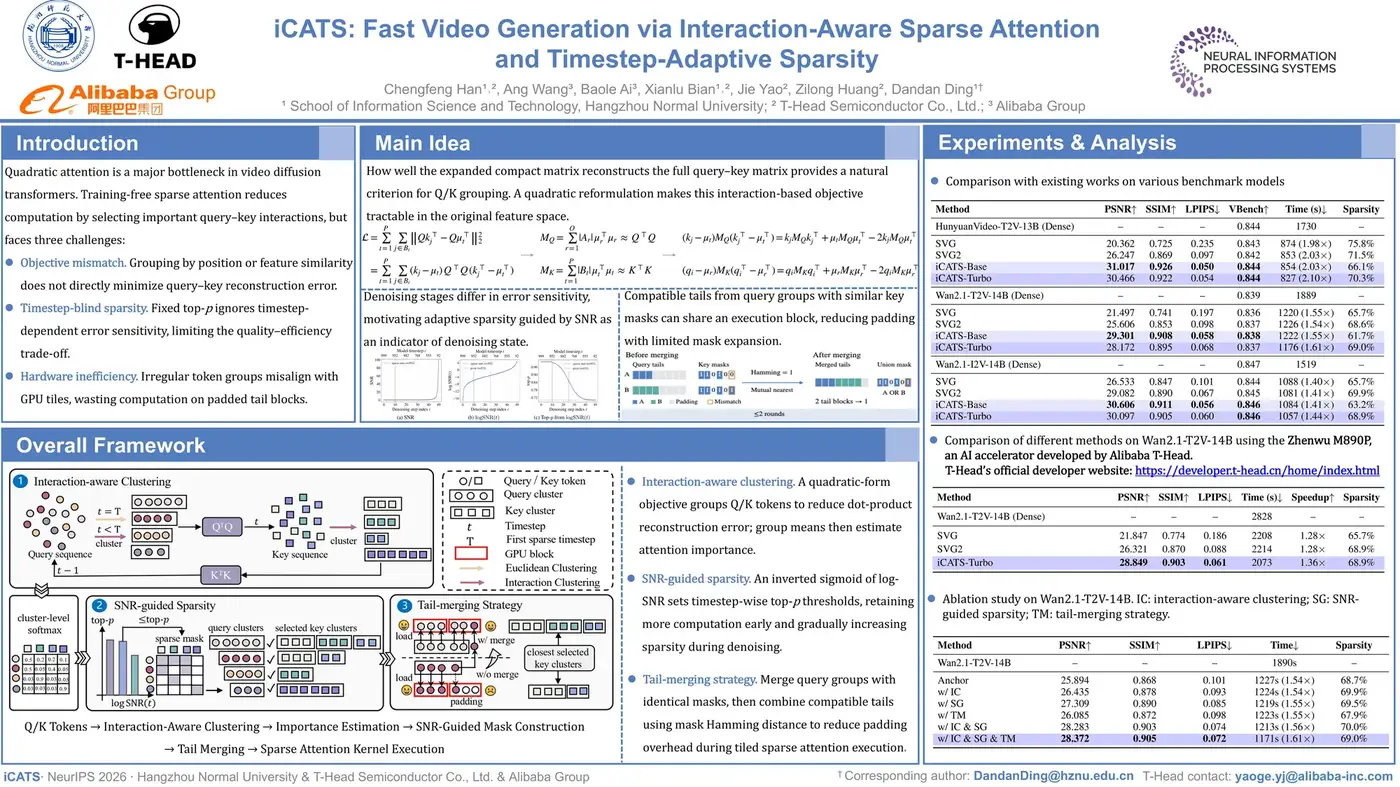 iCATS: Fast Video Generation via Interaction-Aware Sparse Attention
and Timestep-Adaptive Sparsity
T-HEAD
Alibaba Group
阿里巴巴集团
NEURAL INFORMATION
PROCESSING SYSTEMS
Chengfeng Han¹·², Ang Wang³, Baole Ai³, Xianlu Bian¹·², Jie Yao², Zilong Huang², Dandan Ding¹†
¹ School of Information Science and Technology, Hangzhou Normal University; ² T-Head Semiconductor Co., Ltd.; ³ Alibaba Group
Introduction
Quadratic attention is a major bottleneck in video diffusion
transformers. Training-free sparse attention reduces
computation by selecting important query–key interactions, but
faces three challenges:
Objective mismatch. Grouping by position or feature similarity
does not directly minimize query–key reconstruction error.
Timestep-blind sparsity. Fixed top-p ignores timestep-
dependent error sensitivity, limiting the quality–efficiency
trade-off.
Hardware inefficiency. Irregular token groups misalign with
GPU tiles, wasting computation on padded tail blocks.
Main Idea
How well the expanded compact matrix reconstructs the full query–key matrix provides a natural
criterion for Q/K grouping. A quadratic reformulation makes this interaction-based objective
tractable in the original feature space.
Denoising stages differ in error sensitivity,
motivating adaptive sparsity guided by SNR as
an indicator of denoising state.
(a) SNR (b) logSNR(t) (c) Top-p from logSNR(t)
Compatible tails from query groups with similar key
masks can share an execution block, reducing padding
with limited mask expansion.
Before merging After merging
Query tails Key masks Merged tails Union mask
Hamming = 1
Mutual nearest
A OR B
2 tail blocks → 1
A B Padding Mismatch
≤2 rounds
Overall Framework
1 Interaction-aware Clustering
t = T
t < T
cluster
Query sequence
QᵀQ
t
Key sequence
cluster
t − 1
KᵀK
Query / Key token
Query cluster
Key cluster
t Timestep
T First sparse timestep
GPU block
Euclidean Clustering
Interaction Clustering
cluster-level
softmax
2 SNR-guided Sparsity
top-p ≤top-p
sparse mask
log SNR(t)
query clusters selected key clusters
3 Tail-merging Strategy
load
w/ merge
w/o merge
load
padding
closest selected
key clusters
Q/K Tokens → Interaction-Aware Clustering → Importance Estimation → SNR-Guided Mask Construction
→ Tail Merging → Sparse Attention Kernel Execution
Interaction-aware clustering. A quadratic-form
objective groups Q/K tokens to reduce dot-product
reconstruction error; group means then estimate
attention importance.
SNR-guided sparsity. An inverted sigmoid of log-
SNR sets timestep-wise top-p thresholds, retaining
more computation early and gradually increasing
sparsity during denoising.
Tail-merging strategy. Merge query groups with
identical masks, then combine compatible tails
using mask Hamming distance to reduce padding
overhead during tiled sparse attention execution.
Experiments & Analysis
Comparison with existing works on various benchmark models
Method PSNR↑ SSIM↑ LPIPS↓ VBench↑ Time (s)↓ Sparsity
HunyuanVideo-T2V-13B (Dense) – – – 0.844 1730 –
SVG 20.362 0.725 0.235 0.843 874 (1.98×) 75.8%
SVG2 26.247 0.869 0.097 0.842 853 (2.03×) 71.5%
iCATS-Base 31.017 0.926 0.050 0.844 854 (2.03×) 66.1%
iCATS-Turbo 30.466 0.922 0.054 0.844 827 (2.10×) 70.3%
Wan2.1-T2V-14B (Dense) – – – 0.839 1889 –
SVG 21.497 0.741 0.197 0.836 1220 (1.55×) 65.7%
SVG2 25.606 0.853 0.098 0.837 1226 (1.54×) 68.6%
iCATS-Base 29.301 0.908 0.058 0.838 1222 (1.55×) 61.7%
iCATS-Turbo 28.172 0.895 0.068 0.837 1176 (1.61×) 69.0%
Wan2.1-I2V-14B (Dense) – – – 0.847 1519 –
SVG 26.533 0.847 0.101 0.844 1088 (1.40×) 65.7%
SVG2 29.082 0.890 0.067 0.845 1081 (1.41×) 69.9%
iCATS-Base 30.606 0.911 0.056 0.846 1084 (1.41×) 63.2%
iCATS-Turbo 30.097 0.905 0.060 0.846 1057 (1.44×) 68.9%
Comparison of different methods on Wan2.1-T2V-14B using the Zhenwu M890P,
an AI accelerator developed by Alibaba T-Head.
T-Head's official developer website: https://developer.t-head.cn/home/index.html
Method PSNR↑ SSIM↑ LPIPS↓ Time (s)↓ Speedup↑ Sparsity
Wan2.1-T2V-14B (Dense) – – – 2828 – –
SVG 21.847 0.774 0.186 2208 1.28× 65.7%
SVG2 26.321 0.870 0.088 2214 1.28× 68.9%
iCATS-Turbo 28.849 0.903 0.061 2073 1.36× 68.9%
Ablation study on Wan2.1-T2V-14B. IC: interaction-aware clustering; SG: SNR-
guided sparsity; TM: tail-merging strategy.
Method PSNR↑ SSIM↑ LPIPS↓ Time↓ Sparsity
Wan2.1-T2V-14B – – – 1890s –
Anchor 25.894 0.868 0.101 1227s (1.54×) 68.7%
w/ IC 26.435 0.878 0.093 1224s (1.54×) 69.9%
w/ SG 27.309 0.890 0.085 1219s (1.55×) 69.5%
w/ TM 26.085 0.872 0.098 1223s (1.55×) 67.9%
w/ IC & SG 28.283 0.903 0.074 1213s (1.56×) 70.0%
w/ IC & SG & TM 28.372 0.905 0.072 1171s (1.61×) 69.0%
iCATS· NeurIPS 2026 · Hangzhou Normal University & T-Head Semiconductor Co., Ltd. & Alibaba Group
† Corresponding author: DandanDing@hznu.edu.cn T-Head contact: yaoge.yj@alibaba-inc.com